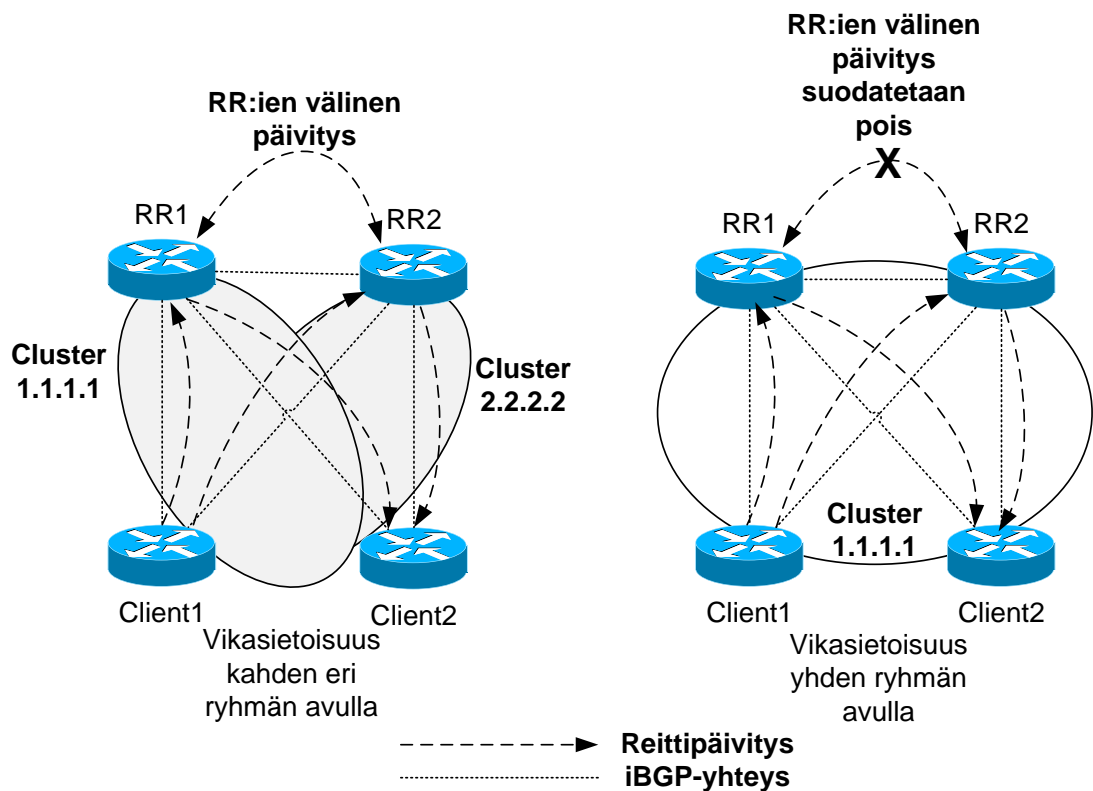 RR:ien välinen
päivitys
RR1
RR2
Cluster
1.1.1.1
Cluster
2.2.2.2
Client1
Client2
Vikasietoisuus
kahden eri
ryhmän avulla
RR:ien välinen
päivitys
suodatetaan
pois
X
RR1
RR2
Cluster
1.1.1.1
Client1
Client2
Vikasietoisuus
yhden ryhmän
avulla
Reittipäivitys
iBGP-yhteys